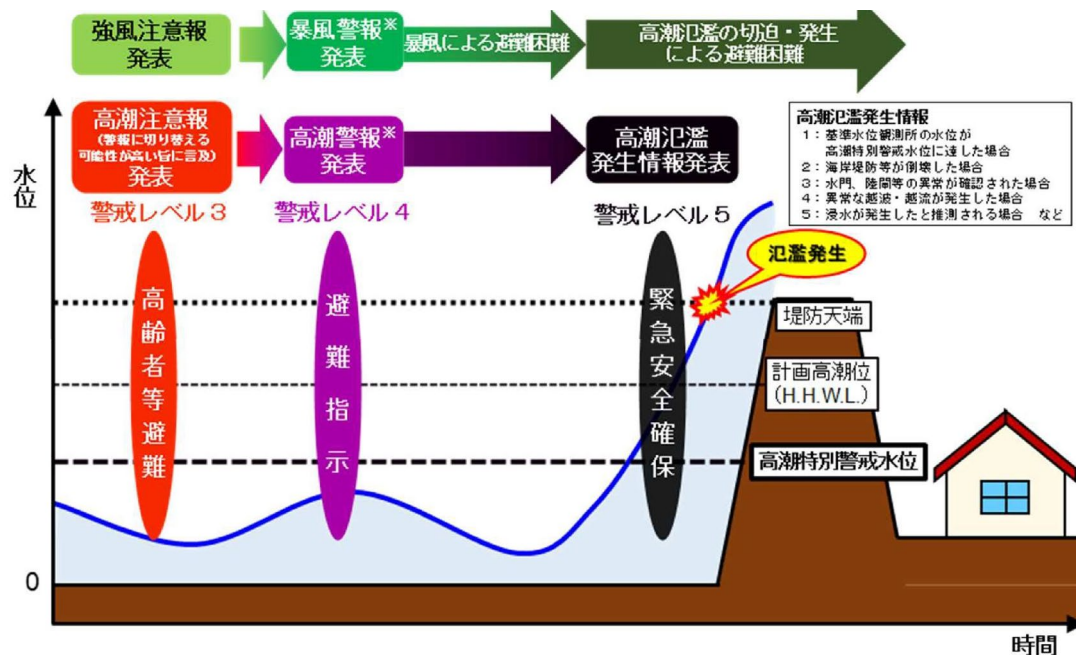 強風注意報
発表
暴風警報※
発表
暴風による避難困難
高潮氾濫の切迫・発生
による避難困難
高潮注意報
(警報に切り替える
可能性が高い旨に言及)
発表
高潮警報※
発表
高潮氾濫
発生情報発表
高潮氾濫発生情報
1:基準水位観測所の水位が
高潮特別警戒水位に達した場合
2:海岸堤防等が倒壊した場合
3:水門、陸閘等の異常が確認された場合
4:異常な越波・越流が発生した場合
5:浸水が発生したと推測される場合 など
水位
警戒レベル3
警戒レベル4
警戒レベル5
高齢者等避難
避難指示
緊急安全確保
氾濫発生
堤防天端
計画高潮位
(H.H.W.L.)
高潮特別警戒水位
0
時間